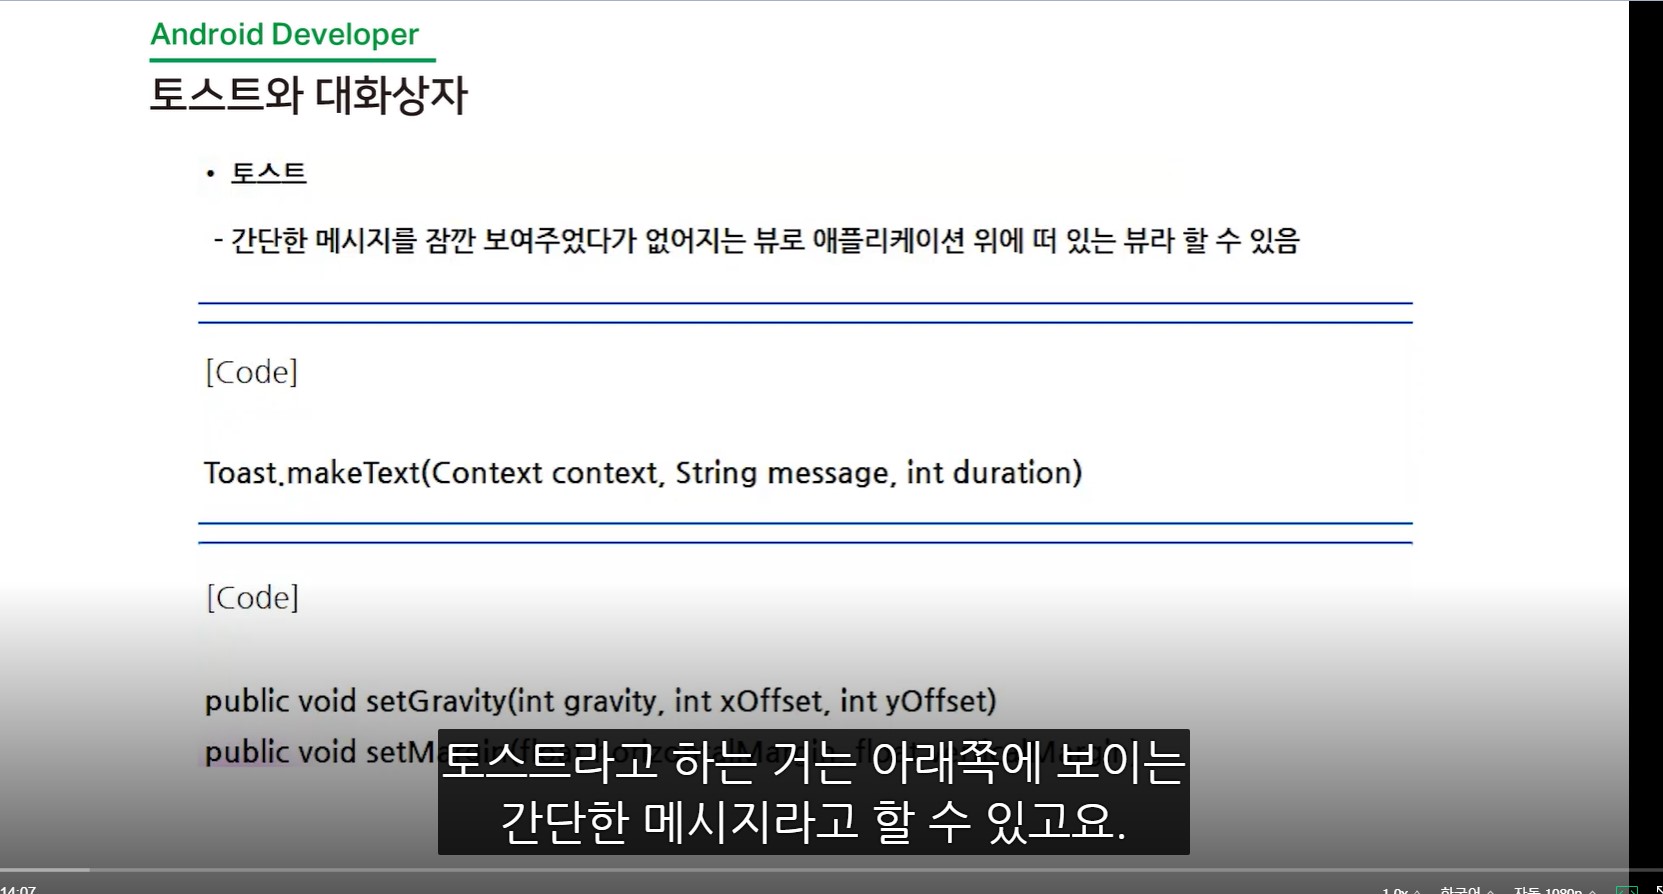 Android Developer
토스트와 대화상자
• 토스트
- 간단한 메시지를 잠깐 보여주었다가 없어지는 뷰로 애플리케이션 위에 떠 있는 뷰라 할 수 있음
[Code]
Toast.makeText(Context context, String message, int duration)
[Code]
public void setGravity(int gravity, int xOffset, int yOffset)
public void setMargin(float horizontalMargin, float verticalMargin)
토스트라고 하는 거는 아래쪽에 보이는
간단한 메시지라고 할 수 있고요.
14:07
1.0x 한국어 자동 1080p